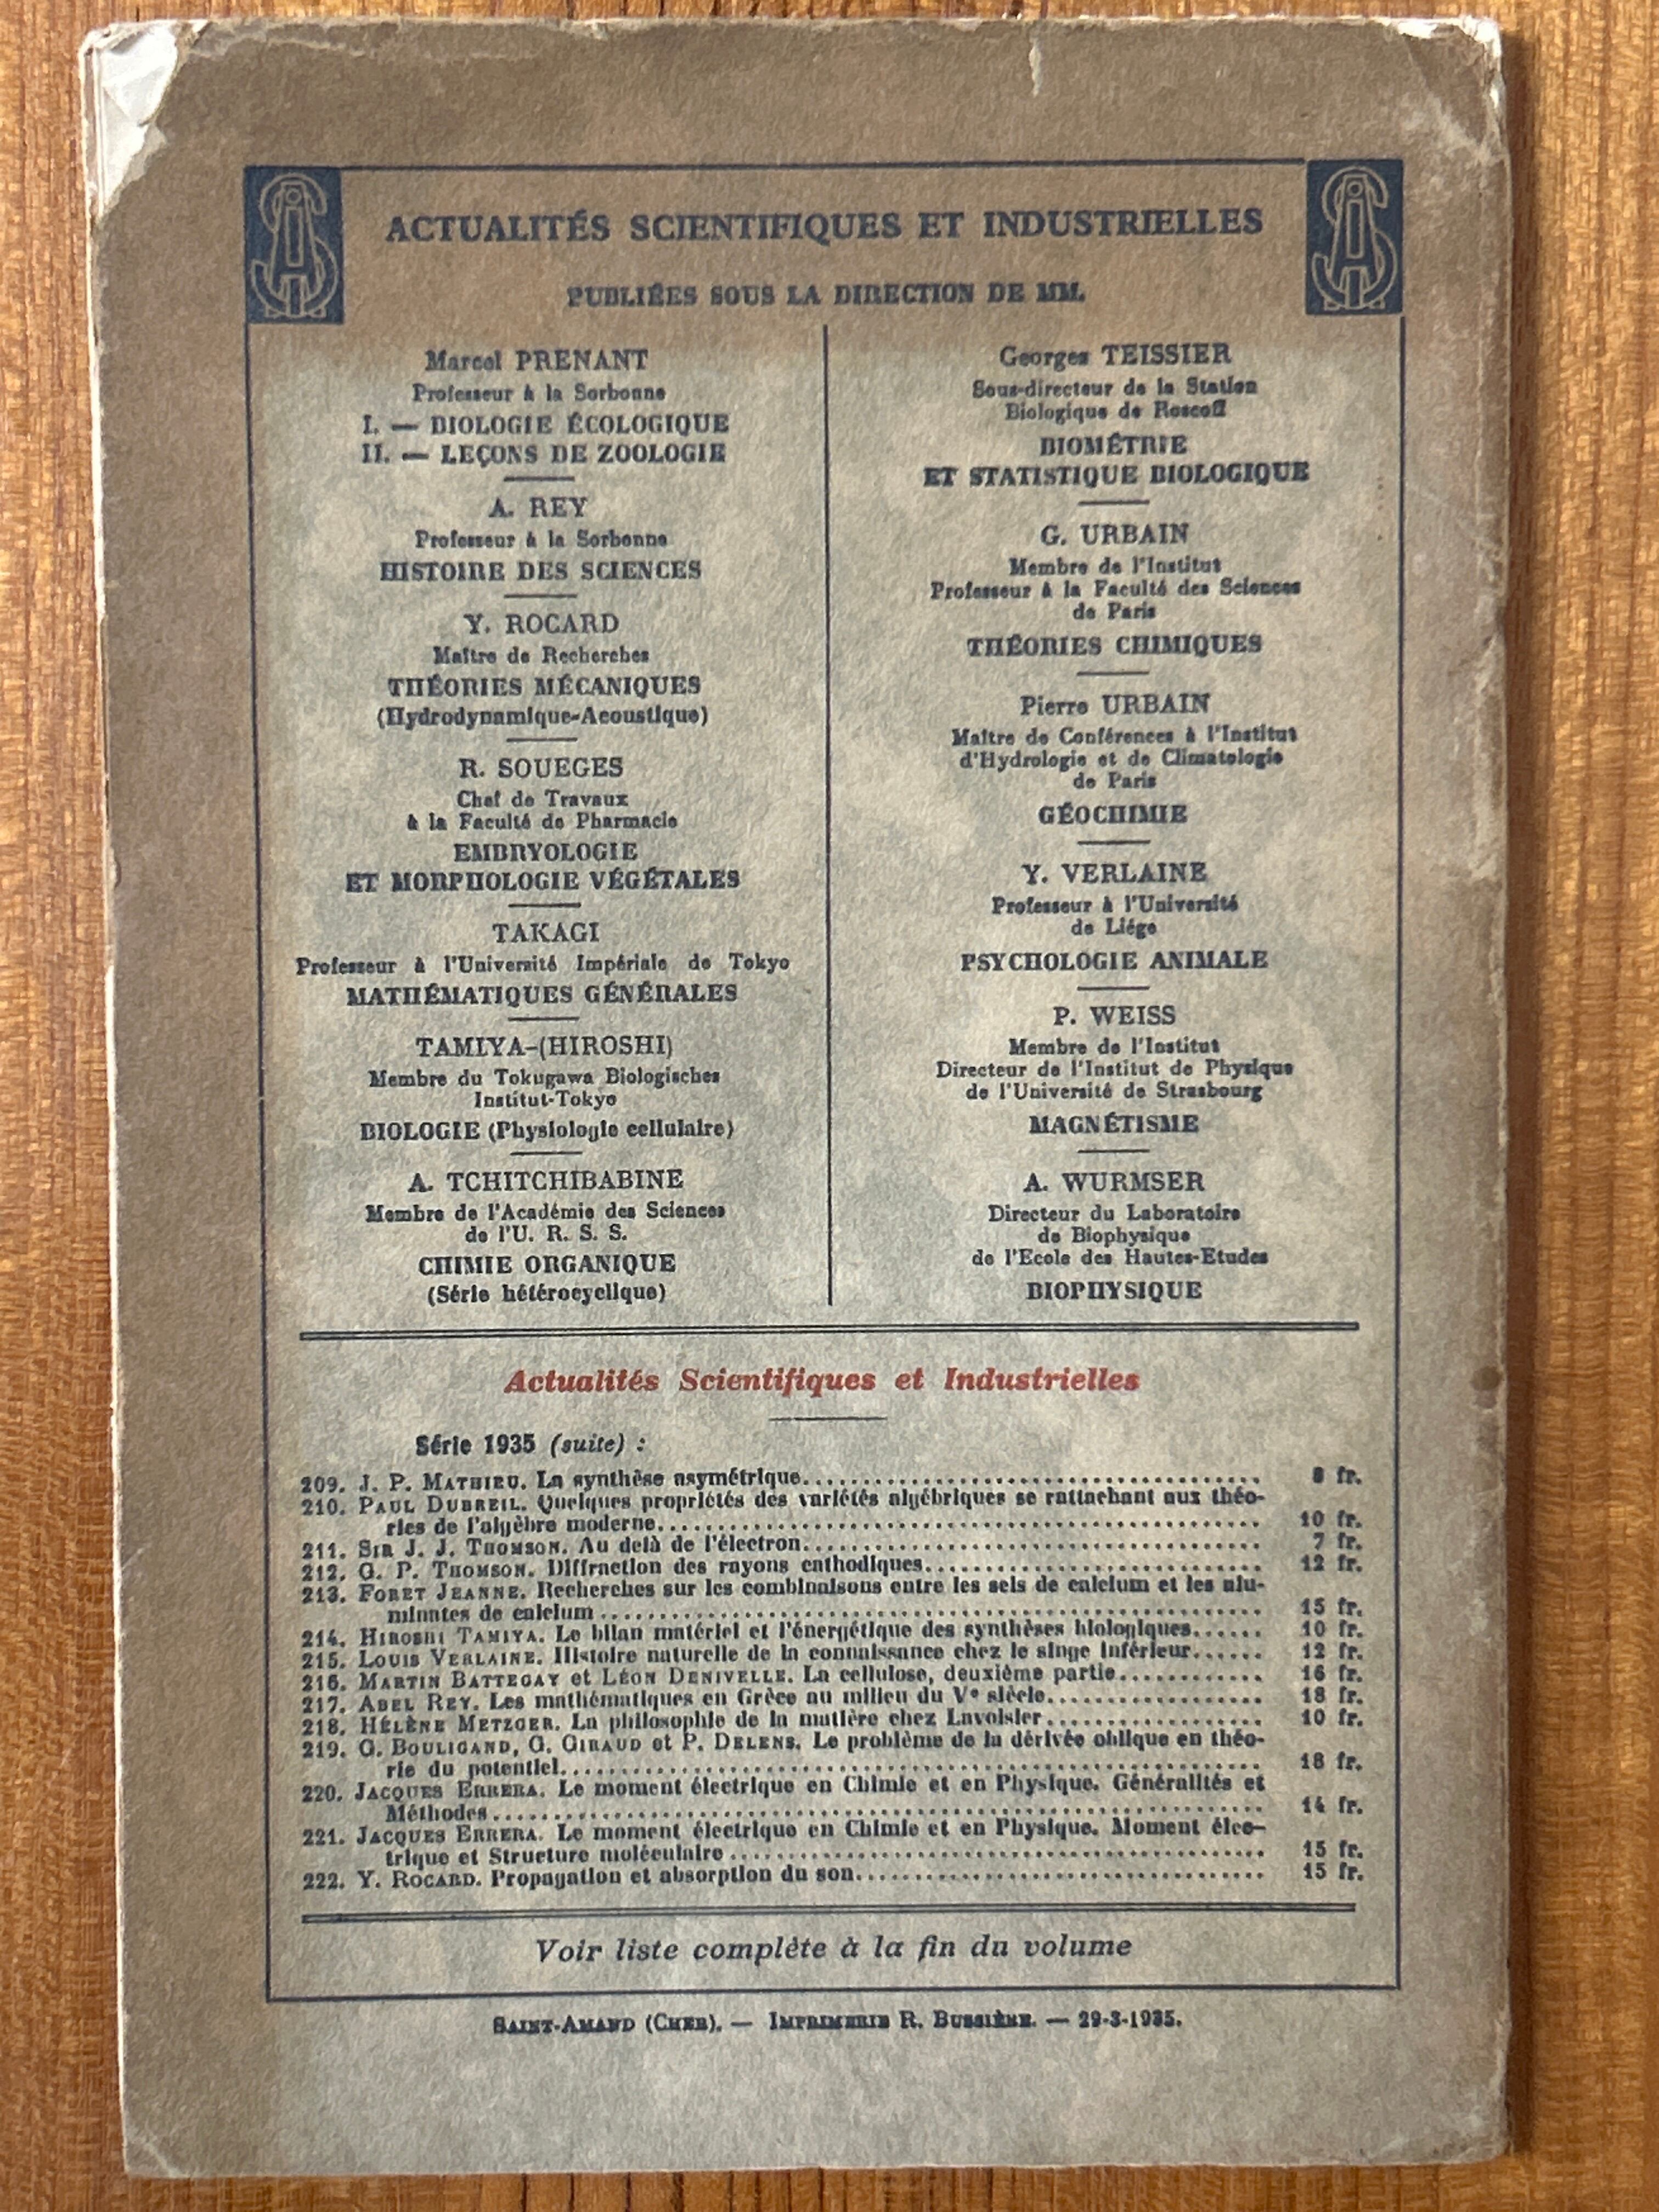 ACTUALITÉS SCIENTIFIQUES ET INDUSTRIELLES
PUBLIÉES SOUS LA DIRECTION DE MM.
Marcel PRENANT
Professeur à la Sorbonne
I. — BIOLOGIE ÉCOLOGIQUE
II. — LEÇONS DE ZOOLOGIE
A. REY
Professeur à la Sorbonne
HISTOIRE DES SCIENCES
Y. ROCARD
Maître de Recherches
THÉORIES MÉCANIQUES
(Hydrodynamique-Acoustique)
R. SOUEGES
Chef de Travaux
à la Faculté de Pharmacie
EMBRYOLOGIE
ET MORPHOLOGIE VÉGÉTALES
TAKAGI
Professeur à l'Université Impériale de Tokyo
MATHÉMATIQUES GÉNÉRALES
TAMIYA-(HIROSHI)
Membre du Tokugawa Biologisches
Institut-Tokyo
BIOLOGIE (Physiologie cellulaire)
A. TCHITCHIBABINE
Membre de l'Académie des Sciences
de l'U. R. S. S.
CHIMIE ORGANIQUE
(Série hétérocyclique)
Georges TEISSIER
Sous-directeur de la Station
Biologique de Roscoff
BIOMÉTRIE
ET STATISTIQUE BIOLOGIQUE
G. URBAIN
Membre de l'Institut
Professeur à la Faculté des Sciences
de Paris
THÉORIES CHIMIQUES
Pierre URBAIN
Maître de Conférences à l'Institut
d'Hydrologie et de Climatologie
de Paris
GÉOCHIMIE
Y. VERLAINE
Professeur à l'Université
de Liége
PSYCHOLOGIE ANIMALE
P. WEISS
Membre de l'Institut
Directeur de l'Institut de Physique
de l'Université de Strasbourg
MAGNÉTISME
A. WURMSER
Directeur du Laboratoire
de Biophysique
de l'Ecole des Hautes-Etudes
BIOPHYSIQUE
Actualités Scientifiques et Industrielles
Série 1935 (suite) :
209. J. P. MATHIEU. La synthèse asymétrique. 8 fr.
210. PAUL DUBREIL. Quelques propriétés des variétés algébriques se rattachant aux théo-
ries de l'algèbre moderne. 10 fr.
211. SIR J. J. THOMSON. Au delà de l'électron. 7 fr.
212. G. P. THOMSON. Diffraction des rayons cathodiques. 12 fr.
213. FORET JEANNE. Recherches sur les combinaisons entre les sels de calcium et les alu-
minates de calcium 15 fr.
214. HIROSHI TAMIYA. Le bilan matériel et l'énergétique des synthèses biologiques. 10 fr.
215. LOUIS VERLAINE. Histoire naturelle de la connaissance chez le singe inférieur. 12 fr.
216. MARTIN BATTEGAY et LÉON DENIVELLE. La cellulose, deuxième partie. 16 fr.
217. ABEL REY. Les mathématiques en Grèce au milieu du Ve siècle. 18 fr.
218. HÉLÈNE METZGER. La philosophie de la matière chez Lavoisier 10 fr.
219. G. BOULIGAND, G. GIRAUD et P. DELENS. Le problème de la dérivée oblique en théo-
rie du potentiel. 18 fr.
220. JACQUES ERRERA. Le moment électrique en Chimie et en Physique. Généralités et
Méthodes 14 fr.
221. JACQUES ERRERA. Le moment électrique en Chimie et en Physique. Moment élec-
trique et Structure moléculaire 15 fr.
222. Y. ROCARD. Propagation et absorption du son. 15 fr.
Voir liste complète à la fin du volume
SAINT-AMAND (CHER). — IMPRIMERIE R. BUSSIÈRE. — 29-3-1935.